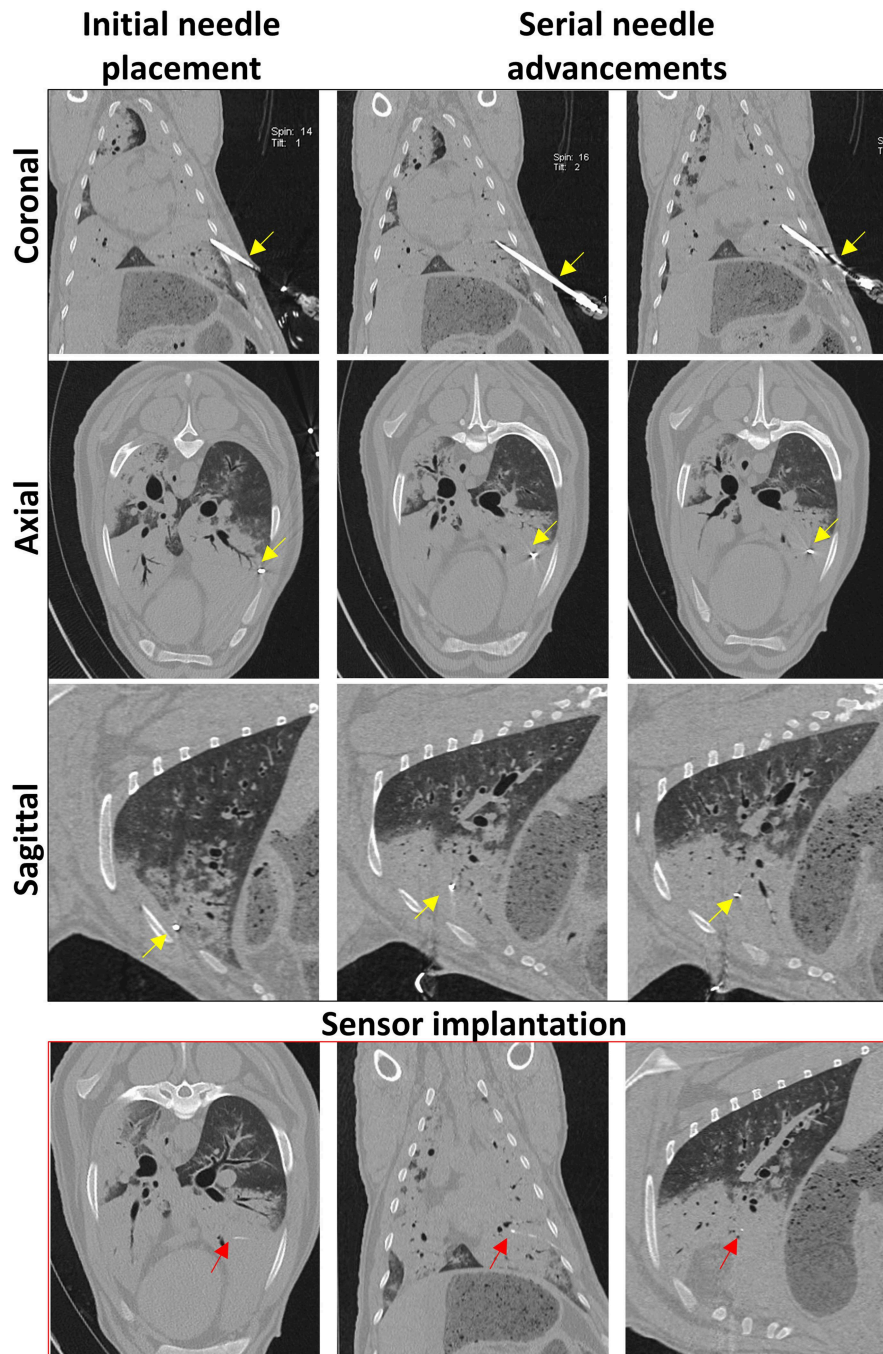 Initial needle
placement
Serial needle
advancements
Coronal
Spin: 14
Tilt: 1
Spin: 16
Tilt: 2
1
S
T
Axial
Sagittal
Sensor implantation